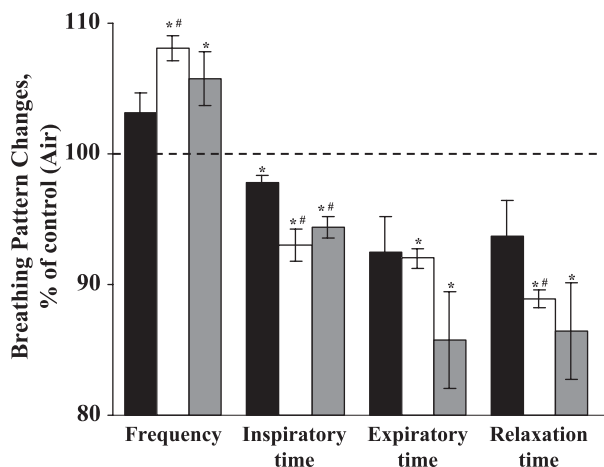 Breathing Pattern Changes,
% of control (Air)
110
100
90
80
*#
*
*
*#
*#
*
*
*#
*
Frequency
Inspiratory
time
Expiratory
time
Relaxation
time